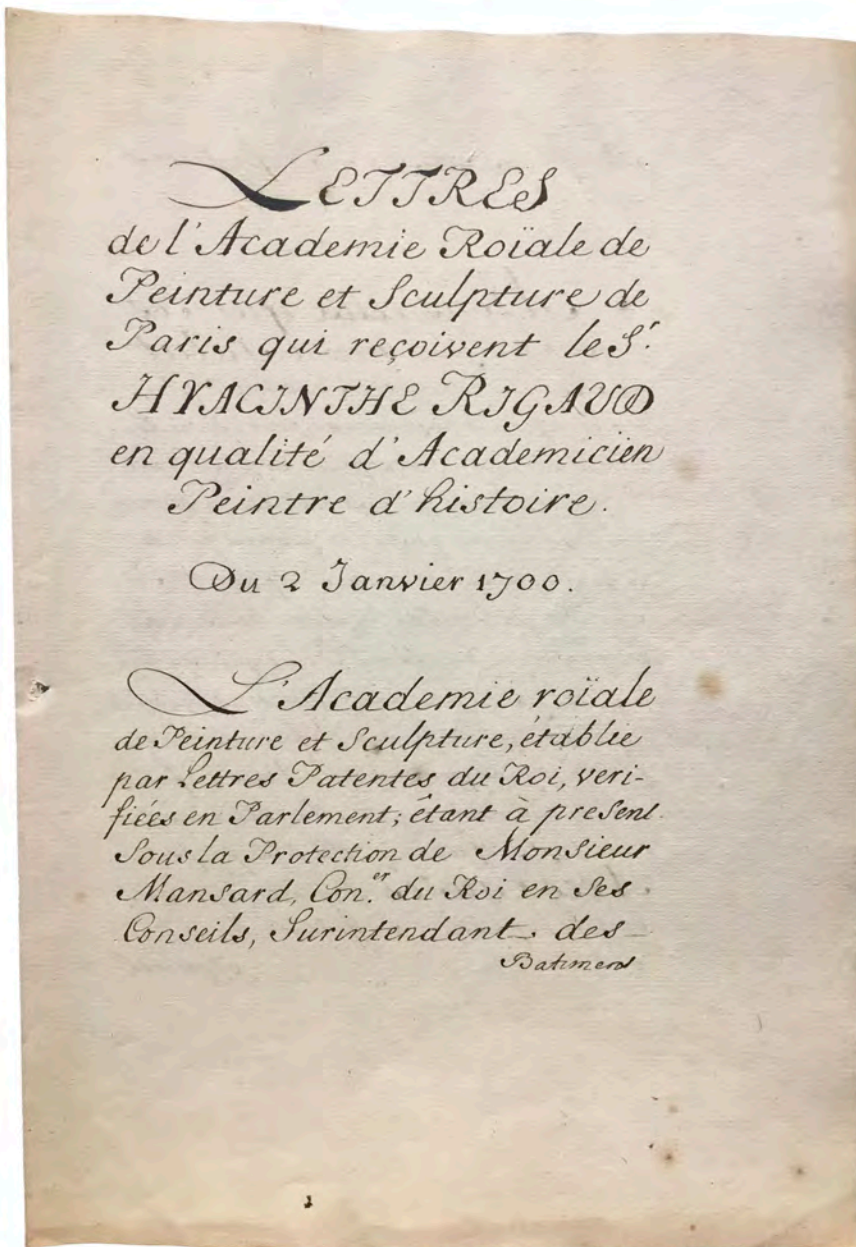 LETTRES
de l'Academie Roïale de
Peinture et Sculpture de
Paris qui reçoivent le Sr.
HYACINTHE RIGAUD
en qualité d'Academicien
Peintre d'histoire.
Du 2 Janvier 1700.
L'Academie roïale
de Peinture et Sculpture, établie
par Lettres Patentes du Roi, veri-
fiées en Parlement; étant à present
Sous la Protection de Monsieur
Mansard, Con.er du Roi en Ses
Conseils, Surintendant des
Batimens